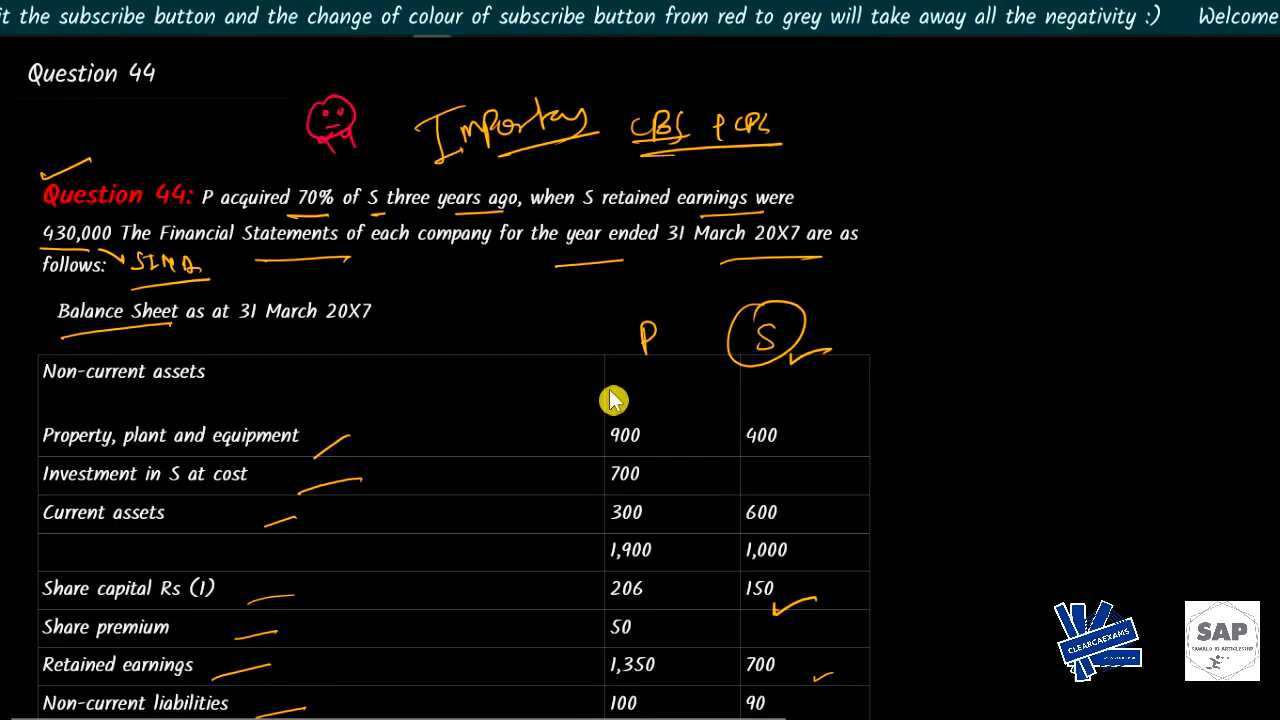 it the subscribe button and the change of colour of subscribe button from red to grey will take away all the negativity :) Welcome
Question 44
CBS P CPL
Question 44: P acquired 70% of S three years ago, when S retained earnings were
430,000 The Financial Statements of each company for the year ended 31 March 20X7 are as
follows:
Balance Sheet as at 31 March 20X7
P S
Non-current assets
Property, plant and equipment 900 400
Investment in S at cost 700
Current assets 300 600
1,900 1,000
Share capital Rs (1) 206 150
Share premium 50
Retained earnings 1,350 700
Non-current liabilities 100 90
CLEARCAEXAMS
SAP
SAWALO KI ARTICLESHIP